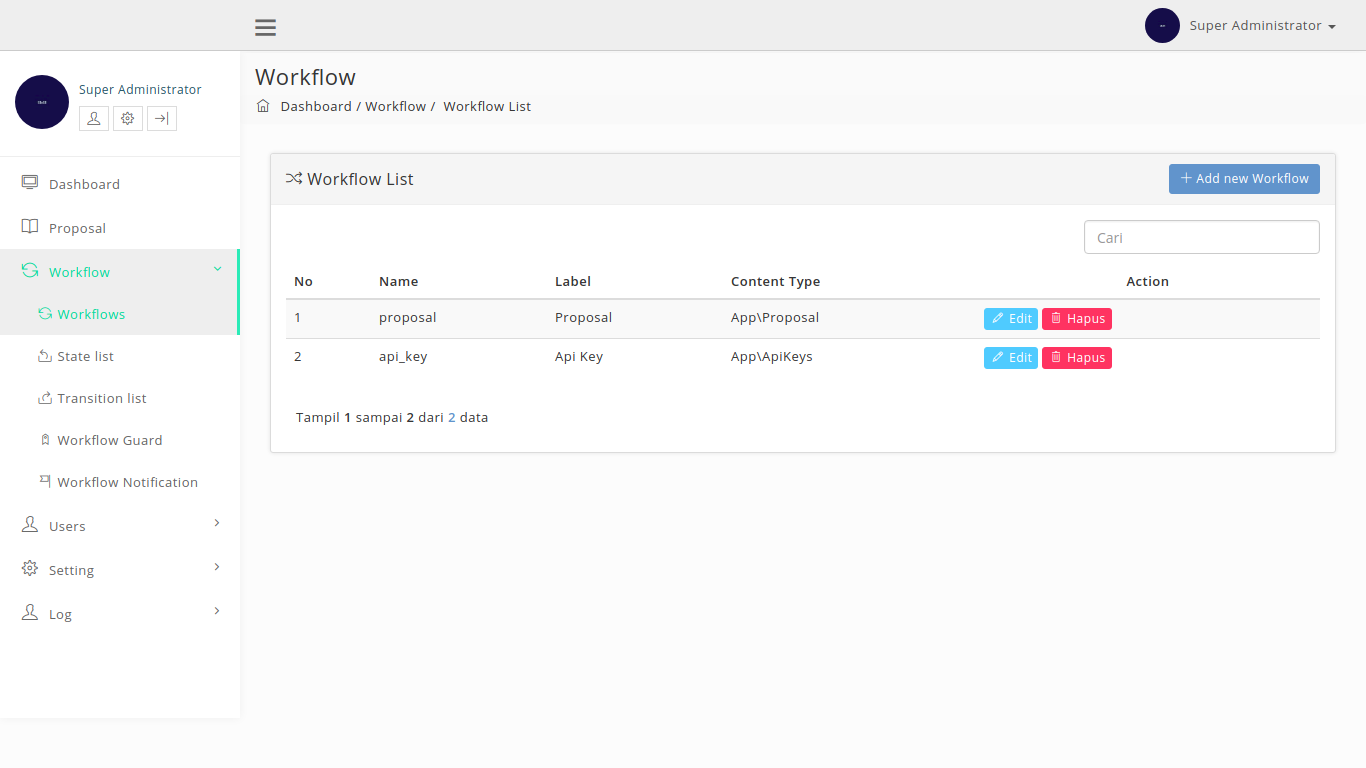 Super Administrator
Super Administrator
Workflow
Dashboard / Workflow / Workflow List
Dashboard
Proposal
Workflow
Workflows
State list
Transition list
Workflow Guard
Workflow Notification
Users
Setting
Log
Workflow List
+ Add new Workflow
Cari
No Name Label Content Type Action
1 proposal Proposal App\Proposal Edit Hapus
2 api_key Api Key App\ApiKeys Edit Hapus
Tampil 1 sampai 2 dari 2 data